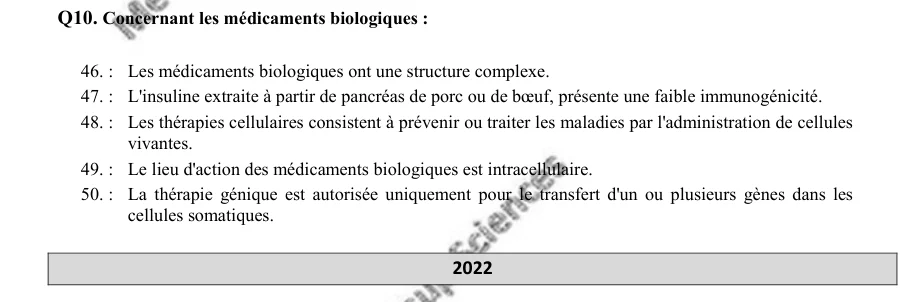 Me
Q10. Concernant les médicaments biologiques :
46. : Les médicaments biologiques ont une structure complexe.
47. : L'insuline extraite à partir de pancréas de porc ou de bœuf, présente une faible immunogénicité.
48. : Les thérapies cellulaires consistent à prévenir ou traiter les maladies par l'administration de cellules
vivantes.
49. : Le lieu d'action des médicaments biologiques est intracellulaire.
50. : La thérapie génique est autorisée uniquement pour le transfert d'un ou plusieurs gènes dans les
cellules somatiques.
Sciences
2022